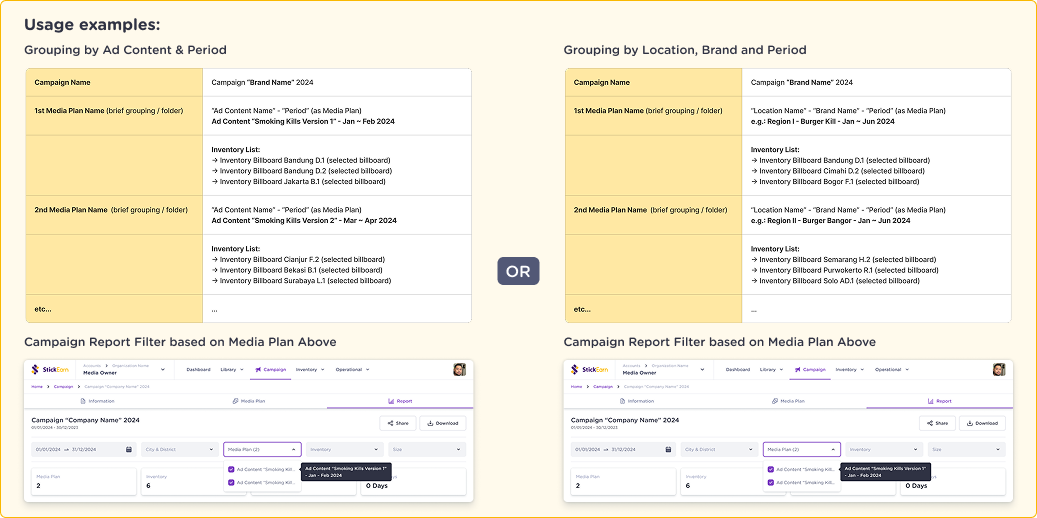 Usage examples:
Grouping by Ad Content & Period
Campaign Name
Campaign "Brand Name" 2024
1st Media Plan Name (brief grouping / folder)
"Ad Content Name" - "Period" (as Media Plan)
Ad Content "Smoking Kills Version 1" - Jan ~ Feb 2024
Inventory List:
→ Inventory Billboard Bandung D.1 (selected billboard)
→ Inventory Billboard Bandung D.2 (selected billboard)
→ Inventory Billboard Jakarta B.1 (selected billboard)
2nd Media Plan Name (brief grouping / folder)
"Ad Content Name" - "Period" (as Media Plan)
Ad Content "Smoking Kills Version 2" - Mar ~ Apr 2024
Inventory List:
→ Inventory Billboard Cianjur F.2 (selected billboard)
→ Inventory Billboard Bekasi B.1 (selected billboard)
→ Inventory Billboard Surabaya L.1 (selected billboard)
etc...
...
OR
Grouping by Location, Brand and Period
Campaign Name
Campaign "Brand Name" 2024
1st Media Plan Name (brief grouping / folder)
"Location Name" - "Brand Name" - "Period" (as Media Plan)
e.g.: Region I - Burger Kill - Jan ~ Jun 2024
Inventory List:
→ Inventory Billboard Bandung D.1 (selected billboard)
→ Inventory Billboard Cimahi D.2 (selected billboard)
→ Inventory Billboard Bogor F.1 (selected billboard)
2nd Media Plan Name (brief grouping / folder)
"Location Name" - "Brand Name" - "Period" (as Media Plan)
e.g.: Region II - Burger Bangor - Jan ~ Jun 2024
Inventory List:
→ Inventory Billboard Semarang H.2 (selected billboard)
→ Inventory Billboard Purwokerto R.1 (selected billboard)
→ Inventory Billboard Solo AD.1 (selected billboard)
etc...
...
Campaign Report Filter based on Media Plan Above
StickEarn
Accounts > Organization Name
Media Owner
Dashboard Library Campaign Inventory Operational
Home > Campaign > Campaign "Company Name" 2024
Information Media Plan Report
Campaign "Company Name" 2024
01/01/2024 - 30/12/2023
Share Download
01/01/2024 → 31/12/2024 City & District Media Plan (2) Inventory Size
Ad Content "Smoking Kill...
Ad Content "Smoking Kill...
Ad Content "Smoking Kills Version 1"
- Jan ~ Feb 2024
Media Plan
2
Inventory
6
0 Days
Campaign Report Filter based on Media Plan Above
StickEarn
Accounts > Organization Name
Media Owner
Dashboard Library Campaign Inventory Operational
Home > Campaign > Campaign "Company Name" 2024
Information Media Plan Report
Campaign "Company Name" 2024
01/01/2024 - 30/12/2023
Share Download
01/01/2024 → 31/12/2024 City & District Media Plan (2) Inventory Size
Ad Content "Smoking Kill...
Ad Content "Smoking Kill...
Ad Content "Smoking Kills Version 1"
- Jan ~ Feb 2024
Media Plan
2
Inventory
6
0 Days